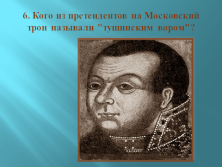 6. Кого из претендентов на Московский
трон называли "тушинским вором"?